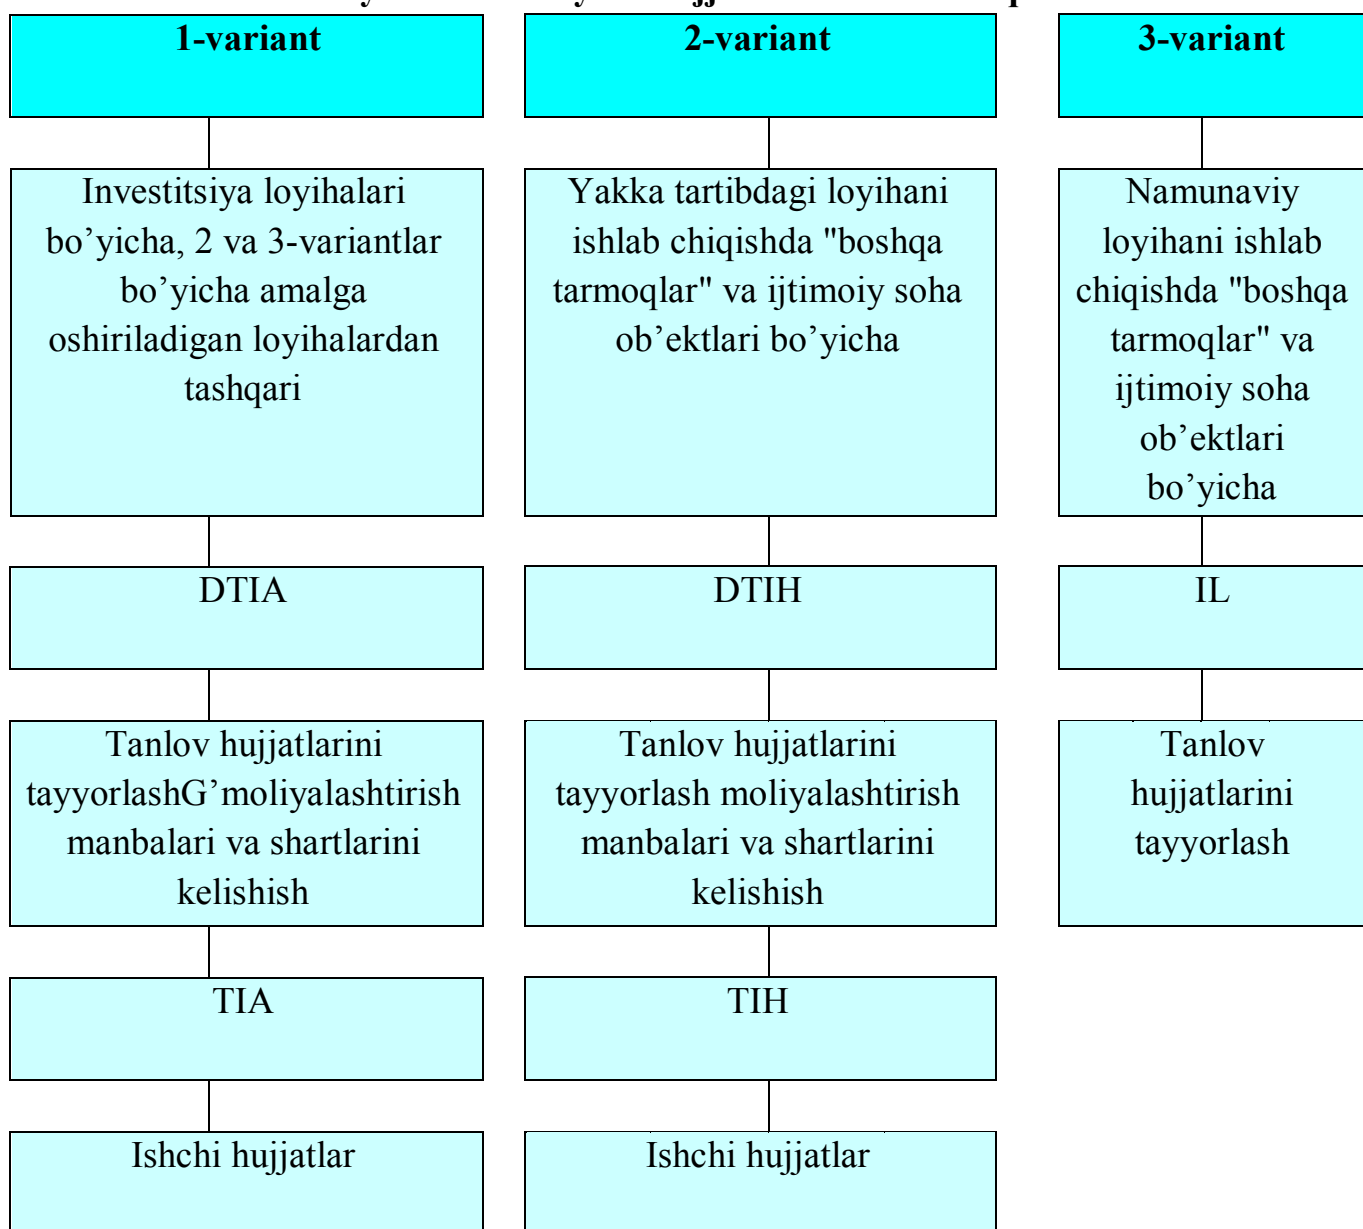 1-variant
Investitsiya loyihalari
bo’yicha, 2 va 3-variantlar
bo’yicha amalga
oshiriladigan loyihalardan
tashqari
DTIA
Tanlov hujjatlarini
tayyorlashG’moliyalashtirish
manbalari va shartlarini
kelishish
TIA
Ishchi hujjatlar
2-variant
Yakka tartibdagi loyihani
ishlab chiqishda "boshqa
tarmoqlar" va ijtimoiy soha
ob’ektlari bo’yicha
DTIH
Tanlov hujjatlarini
tayyorlash moliyalashtirish
manbalari va shartlarini
kelishish
TIH
Ishchi hujjatlar
3-variant
Namunaviy
loyihani ishlab
chiqishda "boshqa
tarmoqlar" va
ijtimoiy soha
ob’ektlari
bo’yicha
IL
Tanlov
hujjatlarini
tayyorlash